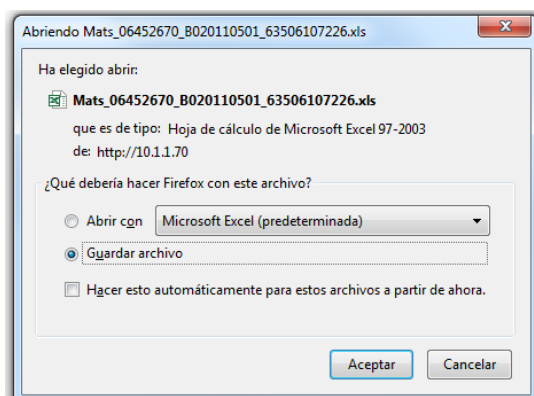 Abriendo Mats_06452670_B020110501_63506107226.xls
Ha elegido abrir:
Mats_06452670_B020110501_63506107226.xls
que es de tipo: Hoja de cálculo de Microsoft Excel 97-2003
de: http://10.1.1.70
¿Qué debería hacer Firefox con este archivo?
Abrir con Microsoft Excel (predeterminada)
Guardar archivo
Hacer esto automáticamente para estos archivos a partir de ahora.
Aceptar Cancelar